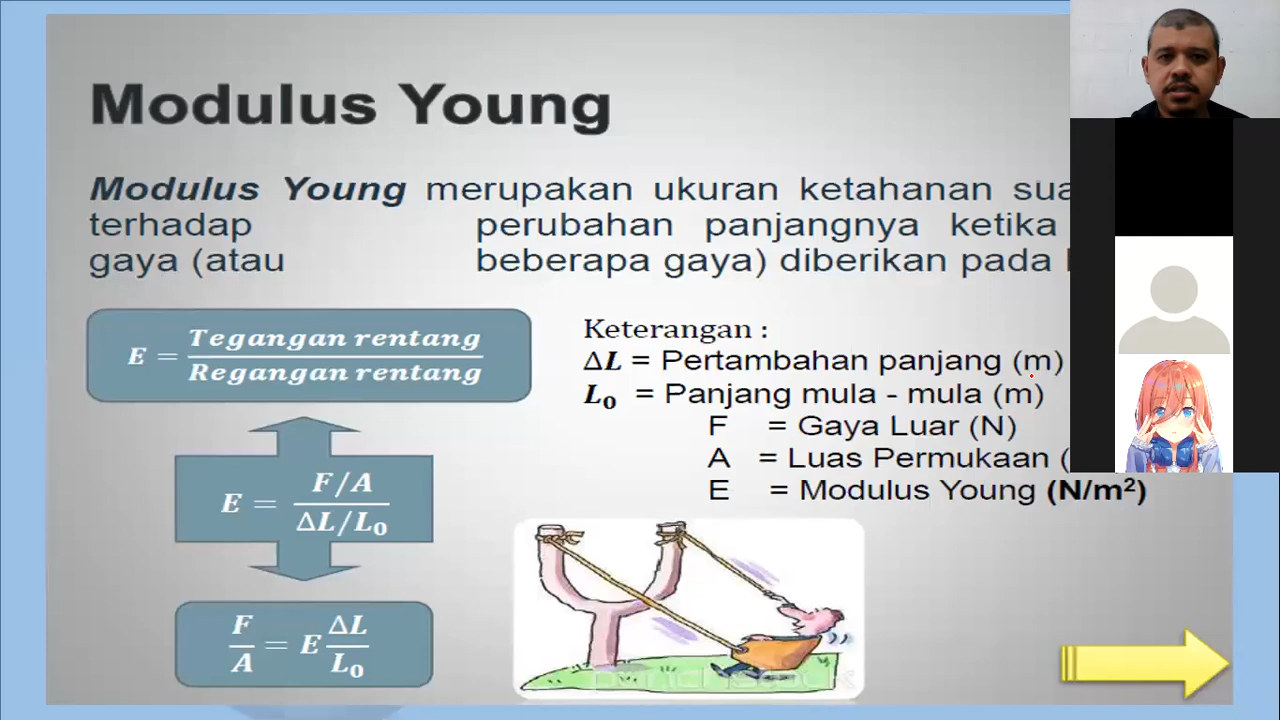 Modulus Young
Modulus Young merupakan ukuran ketahanan
terhadap perubahan panjangnya ketika
gaya (atau beberapa gaya) diberikan pada
E = Tegangan rentang / Regangan rentang
E = F/A / ΔL/L₀
F/A = E ΔL/L₀
Keterangan :
ΔL = Pertambahan panjang (m)
L₀ = Panjang mula - mula (m)
F = Gaya Luar (N)
A = Luas Permukaan (
E = Modulus Young (N/m²)